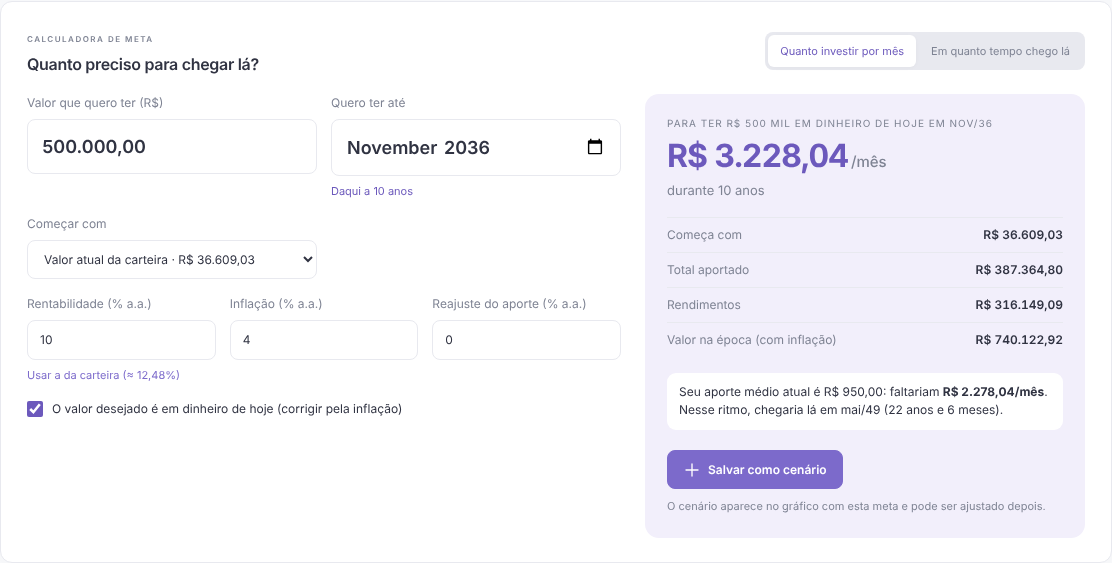 CALCULADORA DE META
Quanto preciso para chegar lá?
Quanto investir por mês
Em quanto tempo chego lá
Valor que quero ter (R$)
500.000,00
Quero ter até
November 2036
Daqui a 10 anos
Começar com
Valor atual da carteira · R$ 36.609,03
Rentabilidade (% a.a.)
10
Usar a da carteira (≈ 12,48%)
Inflação (% a.a.)
4
Reajuste do aporte (% a.a.)
0
O valor desejado é em dinheiro de hoje (corrigir pela inflação)
PARA TER R$ 500 MIL EM DINHEIRO DE HOJE EM NOV/36
R$ 3.228,04 /mês
durante 10 anos
Começa com R$ 36.609,03
Total aportado R$ 387.364,80
Rendimentos R$ 316.149,09
Valor na época (com inflação) R$ 740.122,92
Seu aporte médio atual é R$ 950,00: faltariam R$ 2.278,04/mês.
Nesse ritmo, chegaria lá em mai/49 (22 anos e 6 meses).
Salvar como cenário
O cenário aparece no gráfico com esta meta e pode ser ajustado depois.